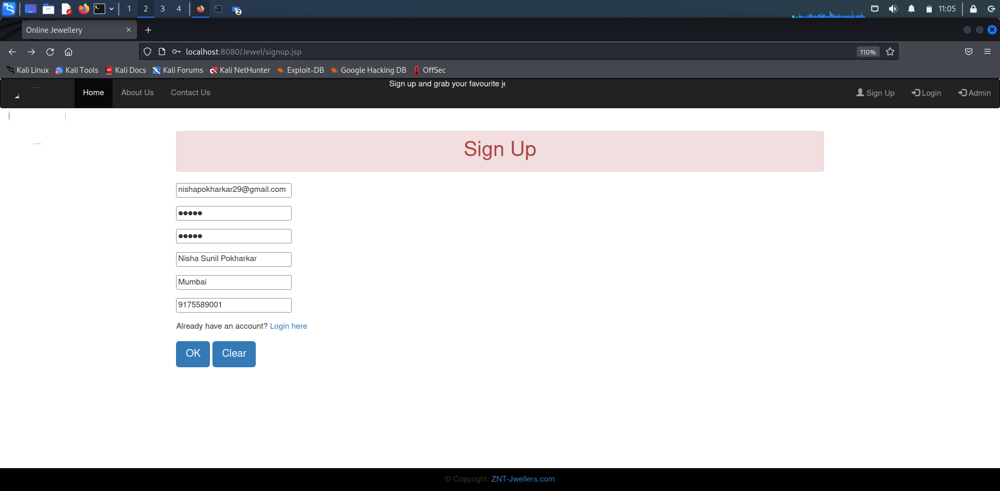 1 2 3 4 2 11:05
Online Jewellery
localhost:8080/Jewel/signup.jsp 110%
Kali Linux Kali Tools Kali Docs Kali Forums Kali NetHunter Exploit-DB Google Hacking DB OffSec
Sign up and grab your favourite je
Home About Us Contact Us Sign Up Login Admin
Sign Up
nishapokharkar29@gmail.com
●●●●●
●●●●●
Nisha Sunil Pokharkar
Mumbai
9175589001
Already have an account? Login here
OK Clear
© Copyright: ZNT-Jwellers.com